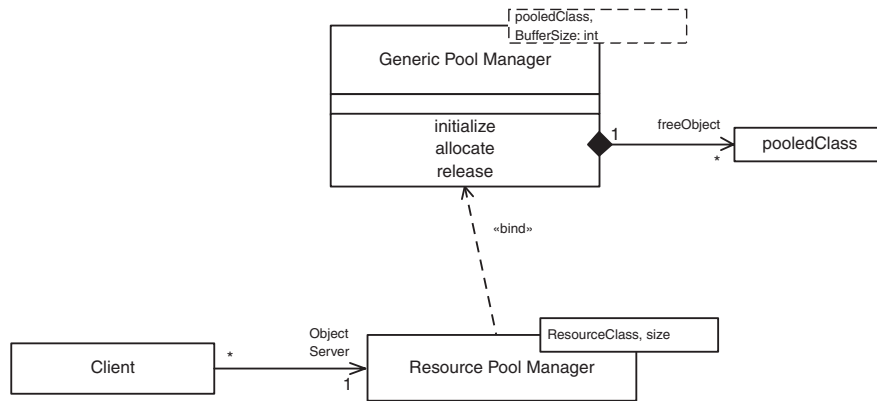 pooledClass,
BufferSize: int
Generic Pool Manager
initialize
allocate
release
1
freeObject
*
pooledClass
«bind»
ResourceClass, size
Client
*
Object
Server
1
Resource Pool Manager